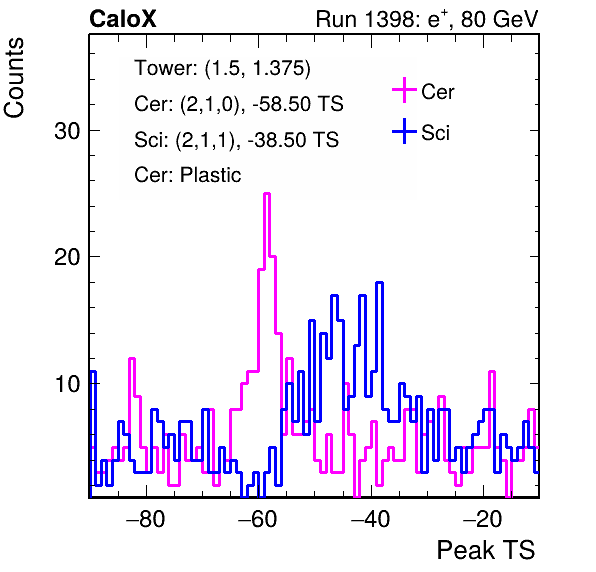 CaloX Run 1398: e⁺, 80 GeV
Counts
Tower: (1.5, 1.375)
Cer: (2,1,0), -58.50 TS
Sci: (2,1,1), -38.50 TS
Cer: Plastic
Cer
Sci
30
20
10
−80 −60 −40 −20
Peak TS